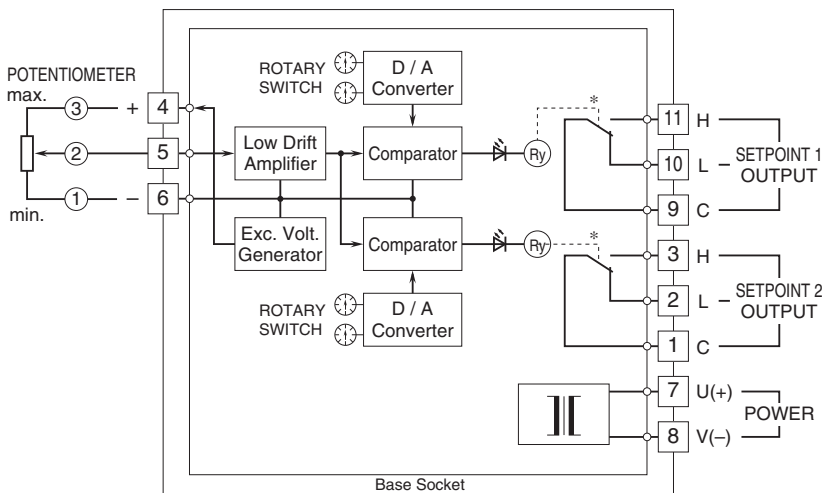 POTENTIOMETER
max.
3
+
4
2
5
1
–
6
min.
ROTARY
SWITCH
D / A
Converter
Low Drift
Amplifier
Comparator
Ry
*
11
H
10
L
9
C
SETPOINT 1
OUTPUT
Exc. Volt.
Generator
Comparator
Ry
*
3
H
2
L
1
C
SETPOINT 2
OUTPUT
ROTARY
SWITCH
D / A
Converter
7
U(+)
8
V(–)
POWER
Base Socket